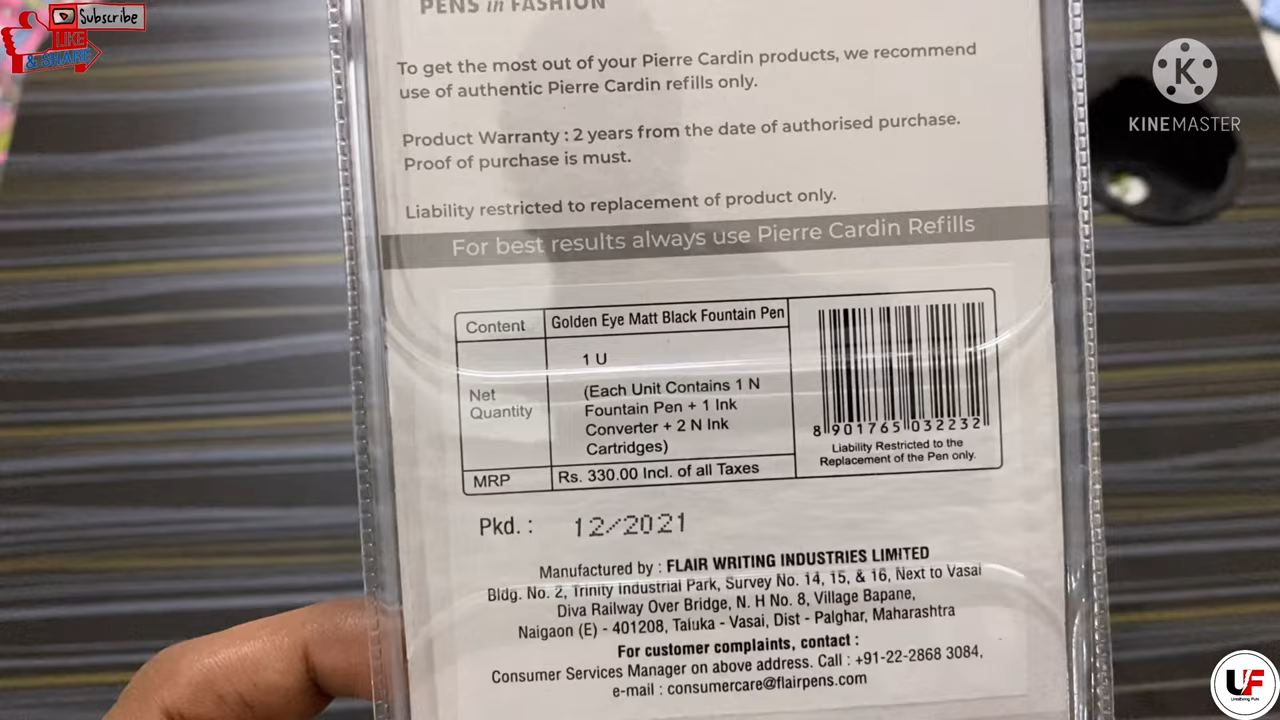 Subscribe
LIKE
& SHARE
KINEMASTER
PENS in FASHION
To get the most out of your Pierre Cardin products, we recommend
use of authentic Pierre Cardin refills only.
Product Warranty : 2 years from the date of authorised purchase.
Proof of purchase is must.
Liability restricted to replacement of product only.
For best results always use Pierre Cardin Refills
Content
Golden Eye Matt Black Fountain Pen
Net
Quantity
1 U
(Each Unit Contains 1 N
Fountain Pen + 1 Ink
Converter + 2 N Ink
Cartridges)
MRP
Rs. 330.00 Incl. of all Taxes
8 901765 032232
Liability Restricted to the
Replacement of the Pen only.
Pkd. : 12/2021
Manufactured by : FLAIR WRITING INDUSTRIES LIMITED
Bldg. No. 2, Trinity Industrial Park, Survey No. 14, 15, & 16, Next to Vasai
Diva Railway Over Bridge, N. H No. 8, Village Bapane,
Naigaon (E) - 401208, Taluka - Vasai, Dist - Palghar, Maharashtra
For customer complaints, contact :
Consumer Services Manager on above address. Call : +91-22-2868 3084,
e-mail : consumercare@flairpens.com
UF